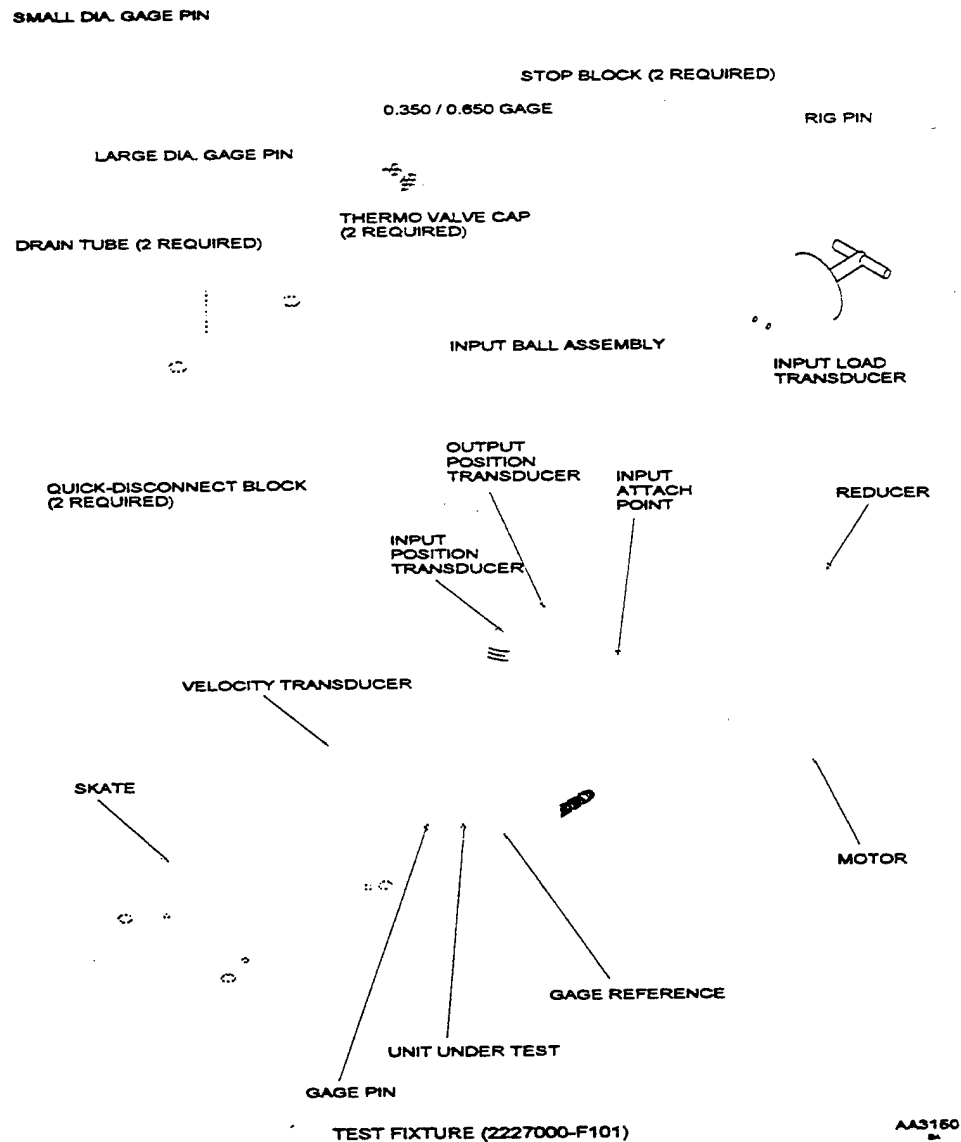 SMALL DIA. GAGE PIN
STOP BLOCK (2 REQUIRED)
0.350 / 0.650 GAGE
RIG PIN
LARGE DIA. GAGE PIN
THERMO VALVE CAP
(2 REQUIRED)
DRAIN TUBE (2 REQUIRED)
INPUT BALL ASSEMBLY
INPUT LOAD
TRANSDUCER
OUTPUT
POSITION
TRANSDUCER
INPUT
ATTACH
POINT
QUICK-DISCONNECT BLOCK
(2 REQUIRED)
REDUCER
INPUT
POSITION
TRANSDUCER
VELOCITY TRANSDUCER
SKATE
MOTOR
GAGE REFERENCE
UNIT UNDER TEST
GAGE PIN
TEST FIXTURE (2227000-F101)
AA3150